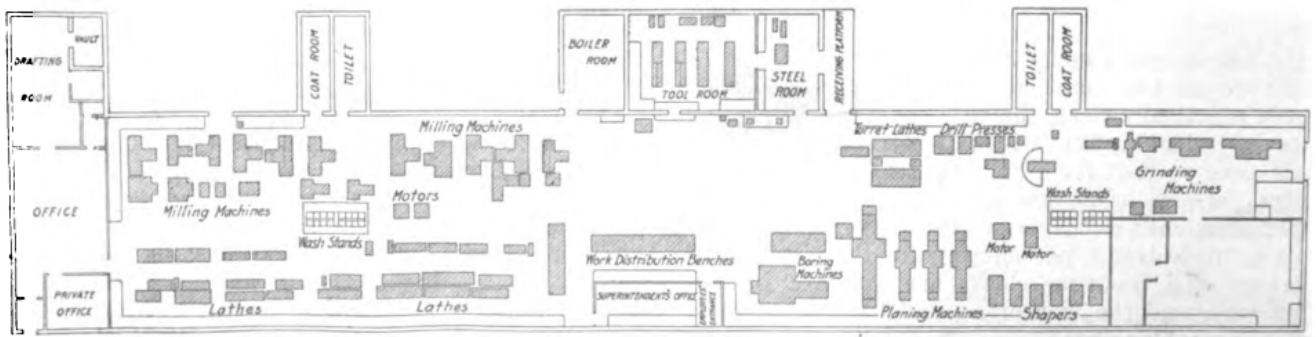 DRAFTING
ROOM
VAULT
COAT ROOM
TOILET
BOILER
ROOM
TOOL ROOM
STEEL
ROOM
RECEIVING PLATFORM
TOILET
COAT ROOM
Milling Machines
Turret Lathes
Drill Presses
Grinding
Machines
OFFICE
Milling Machines
Motors
Wash Stands
Wash Stands
Motor
Motor
Work Distribution Benches
Boring
Machines
PRIVATE
OFFICE
Lathes
Lathes
SUPERINTENDENT'S OFFICE
EMPLOYEES'
ENTRANCE
Planing Machines
Shapers